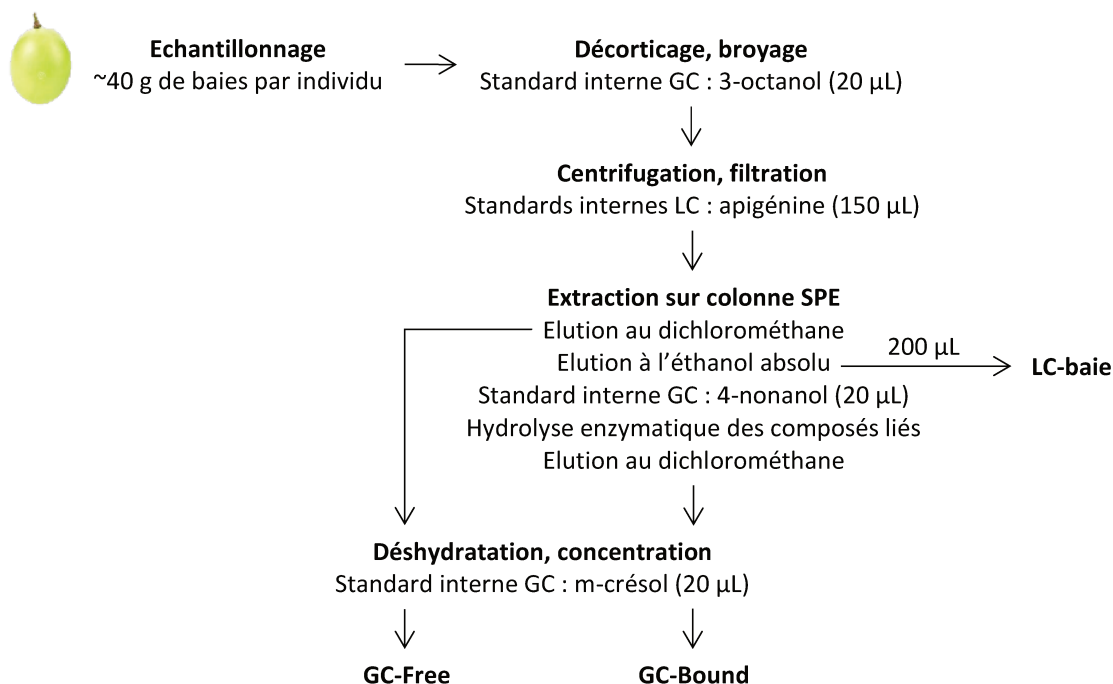 Echantillonnage
~40 g de baies par individu
Décorticage, broyage
Standard interne GC : 3-octanol (20 µL)
Centrifugation, filtration
Standards internes LC : apigénine (150 µL)
Extraction sur colonne SPE
Elution au dichlorométhane
Elution à l'éthanol absolu
200 µL
LC-baie
Standard interne GC : 4-nonanol (20 µL)
Hydrolyse enzymatique des composés liés
Elution au dichlorométhane
Déshydratation, concentration
Standard interne GC : m-crésol (20 µL)
GC-Free
GC-Bound